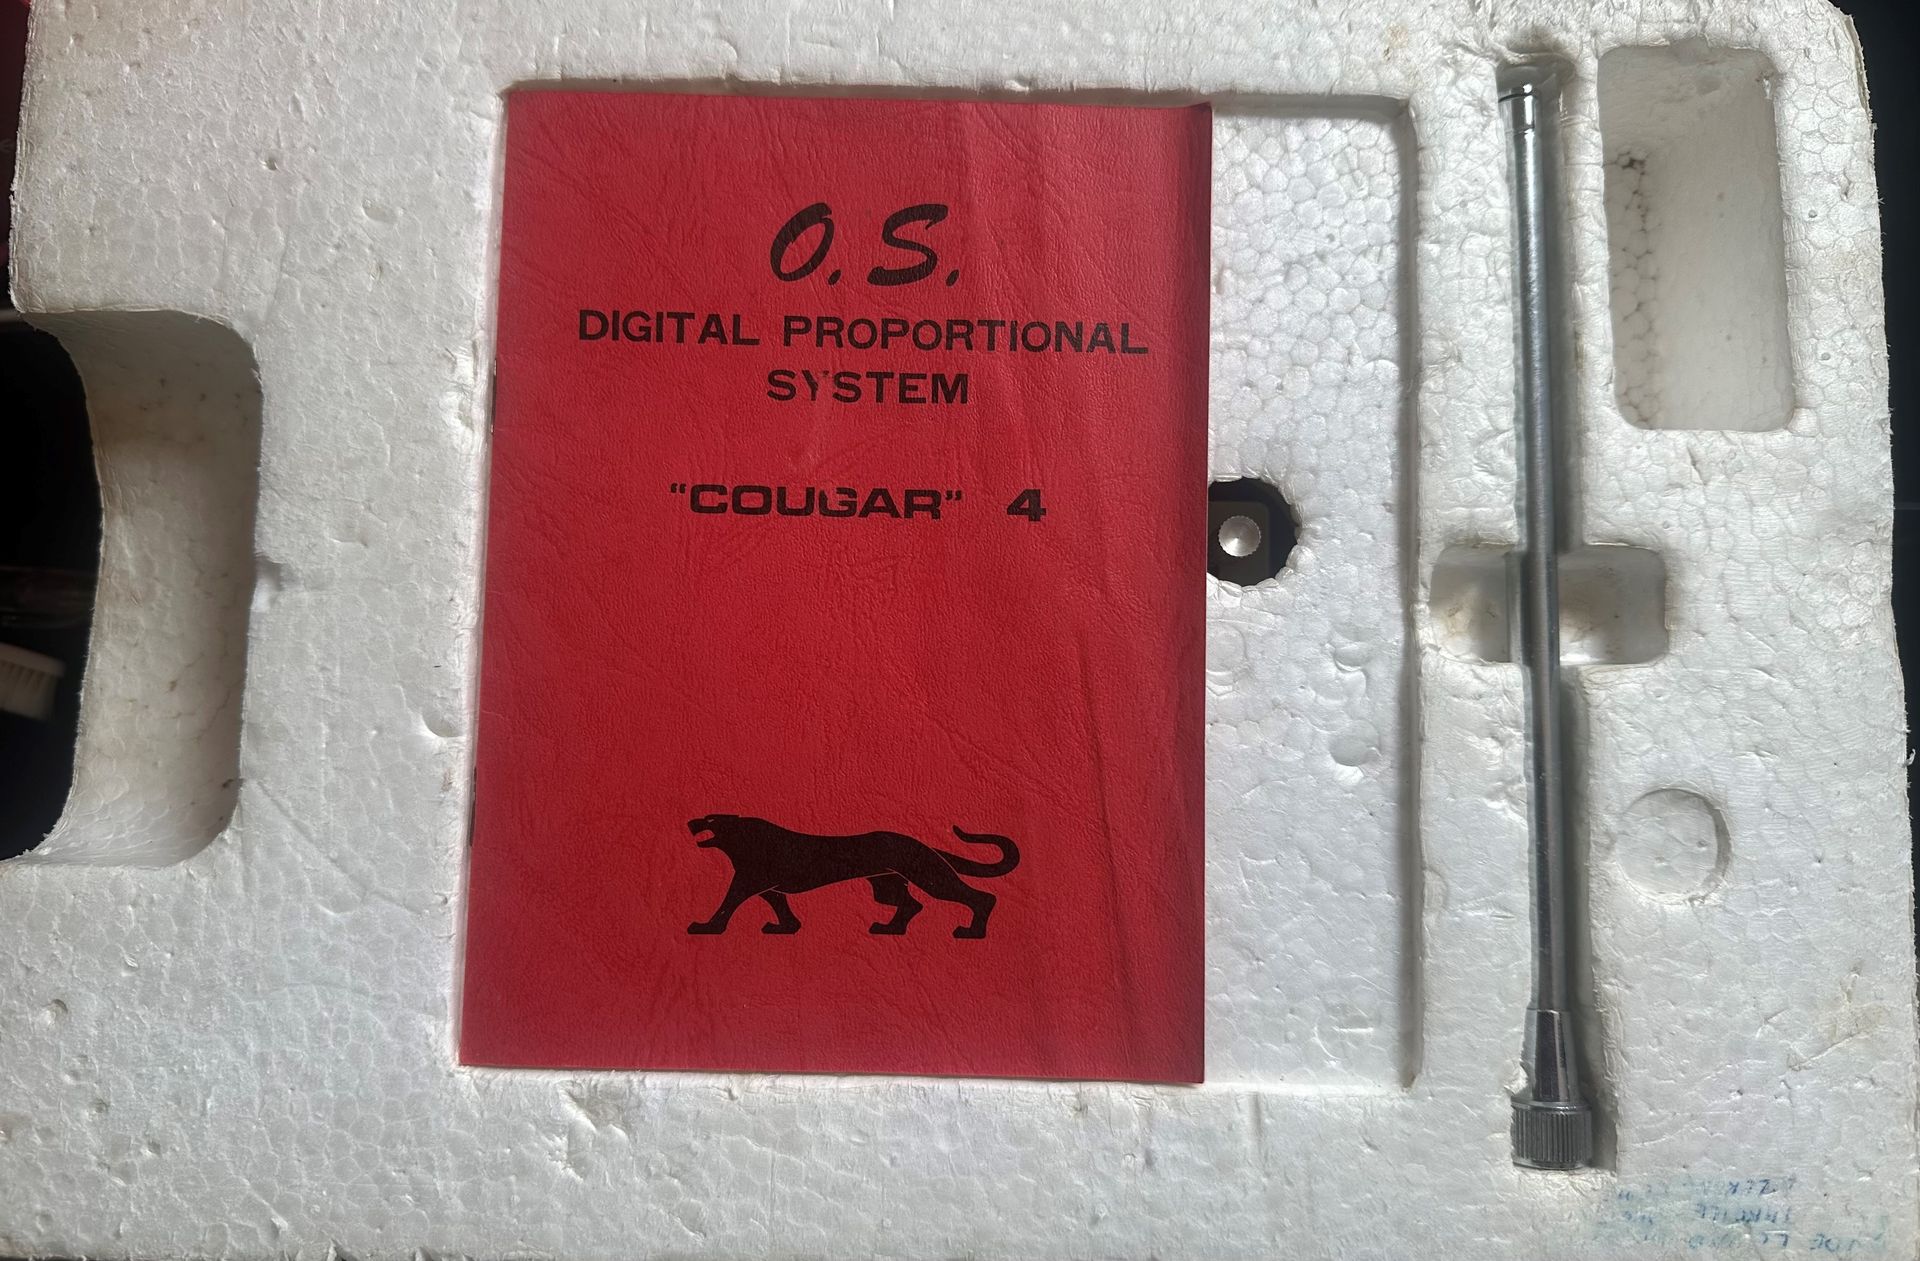 O.S.
DIGITAL PROPORTIONAL
SYSTEM
"COUGAR" 4